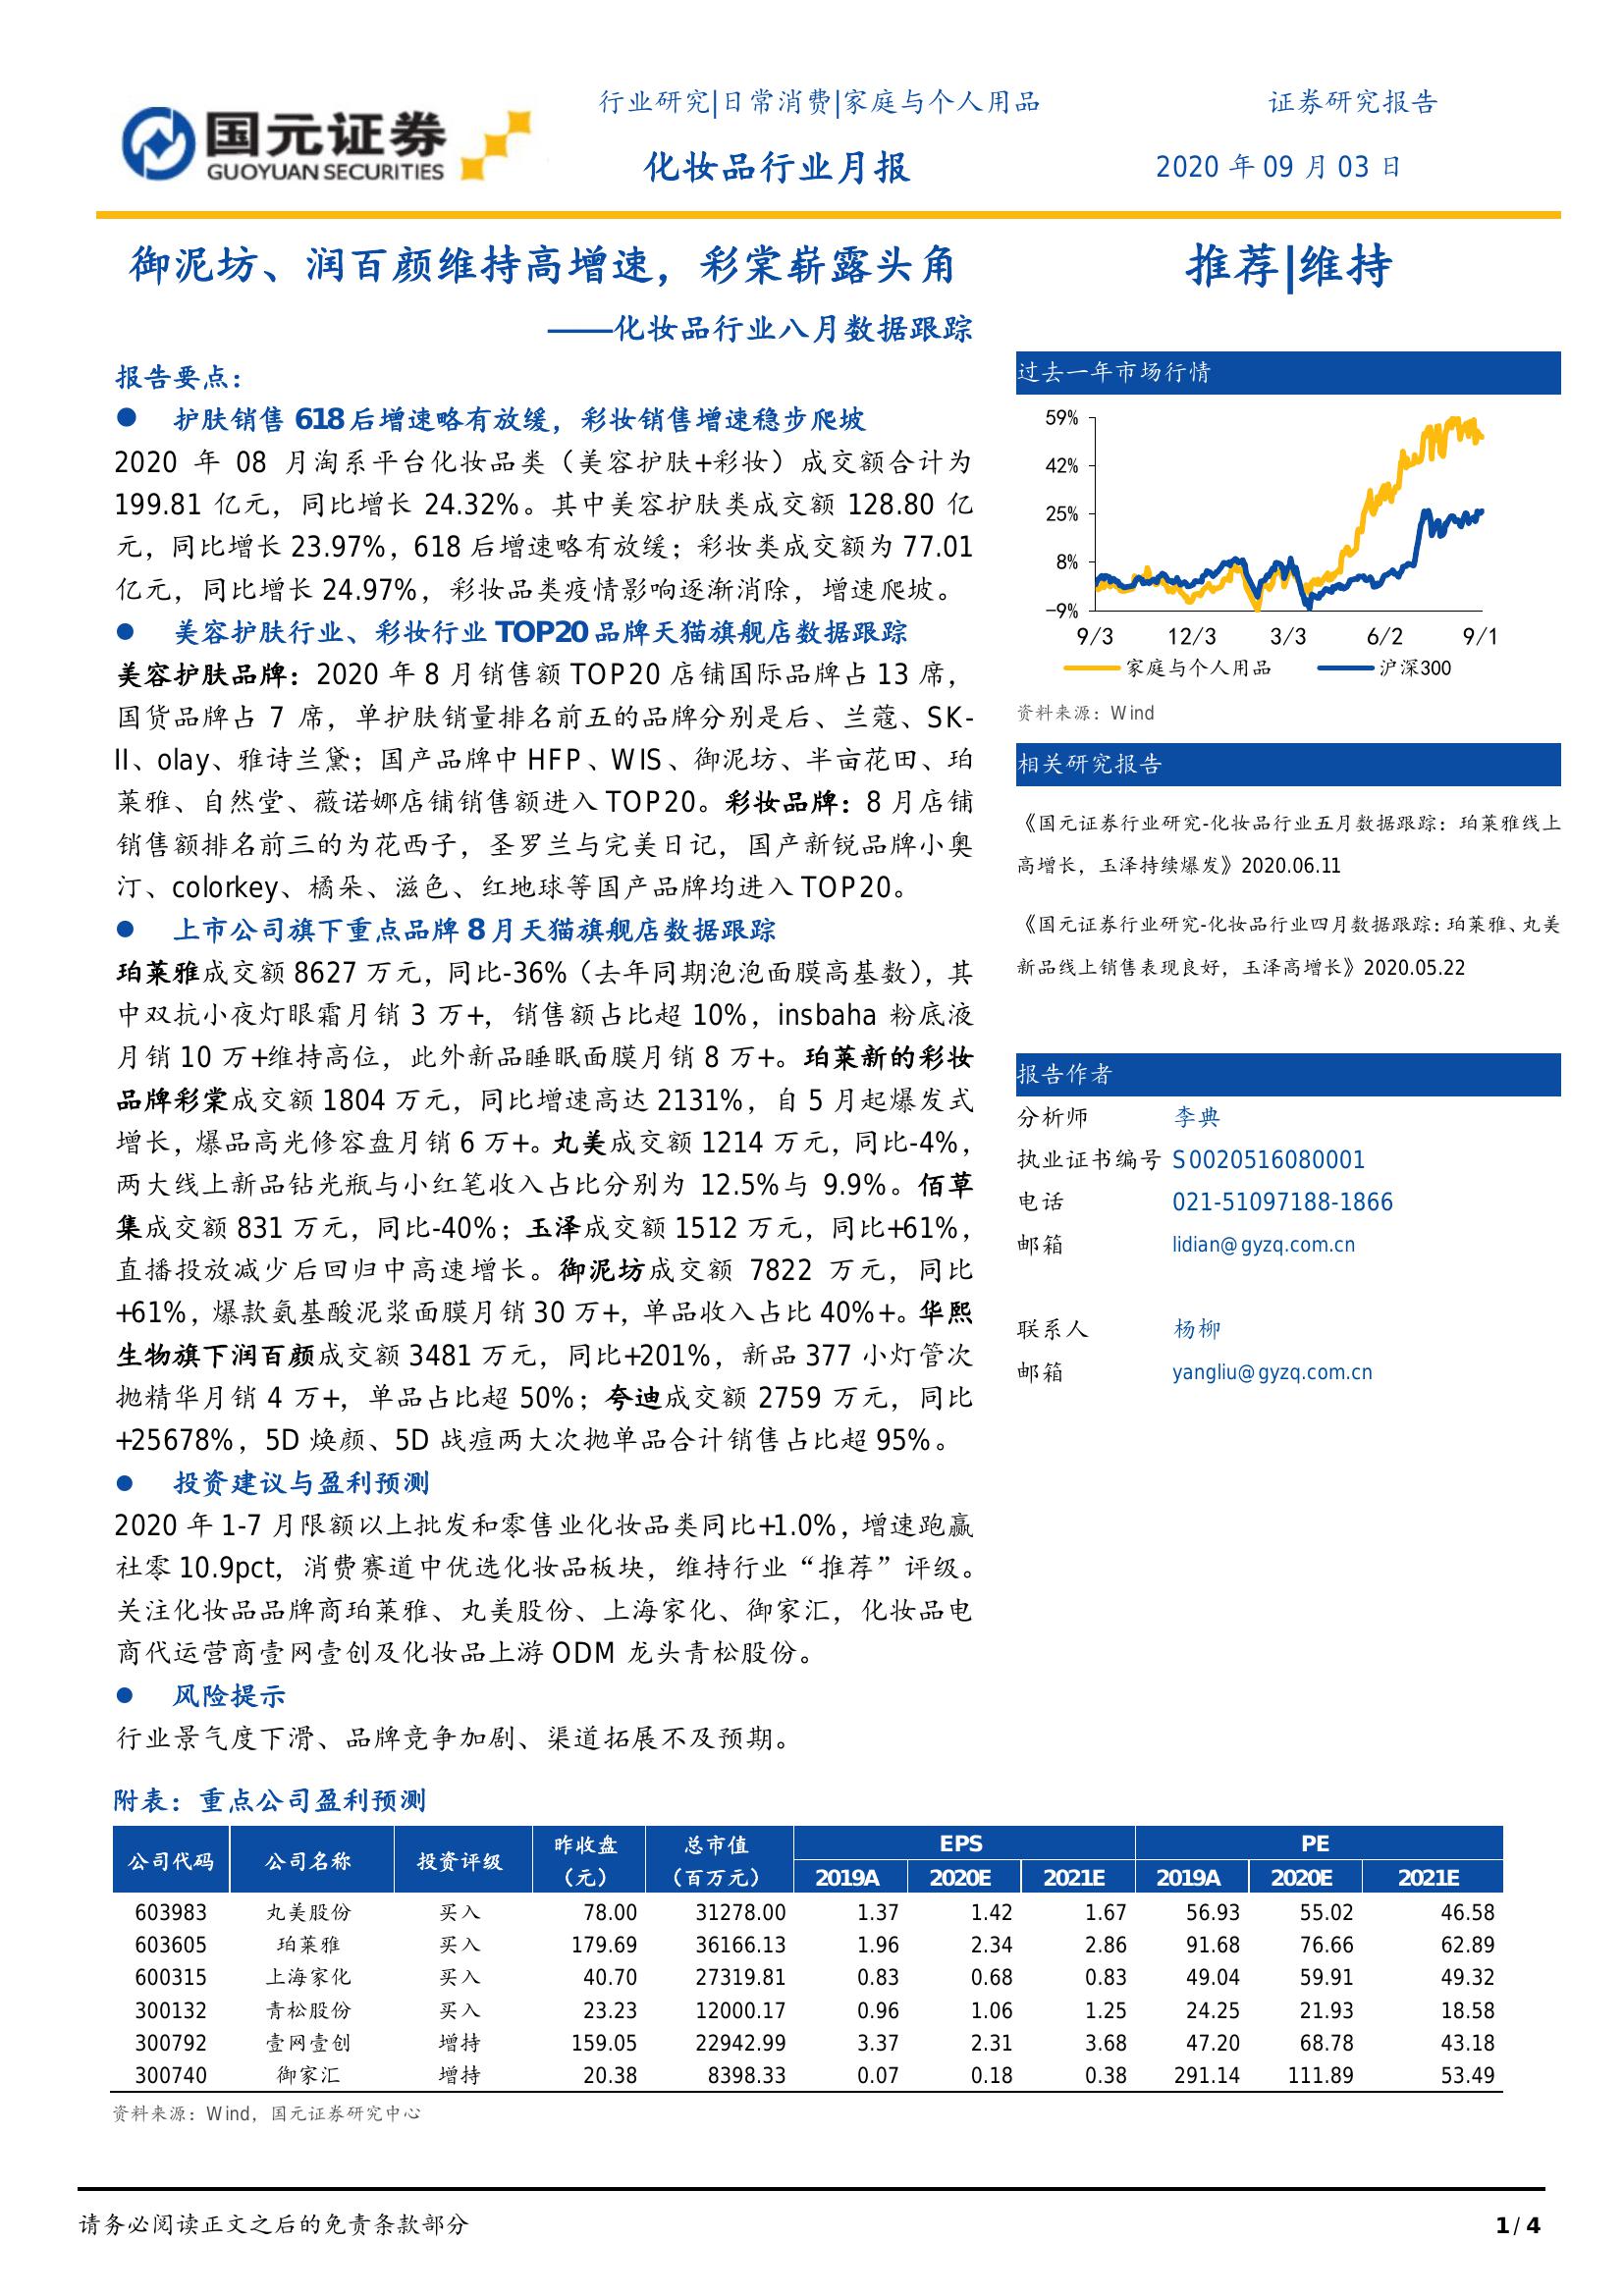 国元证券
GUOYUAN SECURITIES
行业研究|日常消费|家庭与个人用品
证券研究报告
化妆品行业月报
2020 年 09 月 03 日
御泥坊、润百颜维持高增速，彩棠崭露头角
——化妆品行业八月数据跟踪
报告要点：
● 护肤销售 618 后增速略有放缓，彩妆销售增速稳步爬坡
2020 年 08 月淘系平台化妆品类（美容护肤+彩妆）成交额合计为
199.81 亿元，同比增长 24.32%。其中美容护肤类成交额 128.80 亿
元，同比增长 23.97%，618 后增速略有放缓；彩妆类成交额为 77.01
亿元，同比增长 24.97%，彩妆品类疫情影响逐渐消除，增速爬坡。
● 美容护肤行业、彩妆行业 TOP20 品牌天猫旗舰店数据跟踪
美容护肤品牌：2020 年 8 月销售额 TOP20 店铺国际品牌占 13 席，
国货品牌占 7 席，单护肤销量排名前五的品牌分别是后、兰蔻、SK-
II、olay、雅诗兰黛；国产品牌中 HFP、WIS、御泥坊、半亩花田、珀
莱雅、自然堂、薇诺娜店铺销售额进入 TOP20。彩妆品牌：8 月店铺
销售额排名前三的为花西子，圣罗兰与完美日记，国产新锐品牌小奥
汀、colorkey、橘朵、滋色、红地球等国产品牌均进入 TOP20。
● 上市公司旗下重点品牌 8 月天猫旗舰店数据跟踪
珀莱雅成交额 8627 万元，同比-36%（去年同期泡泡面膜高基数），其
中双抗小夜灯眼霜月销 3 万+，销售额占比超 10%，insbaha 粉底液
月销 10 万+维持高位，此外新品睡眠面膜月销 8 万+。珀莱新的彩妆
品牌彩棠成交额 1804 万元，同比增速高达 2131%，自 5 月起爆发式
增长，爆品高光修容盘月销 6 万+。丸美成交额 1214 万元，同比-4%，
两大线上新品钻光瓶与小红笔收入占比分别为 12.5%与 9.9%。佰草
集成交额 831 万元，同比-40%；玉泽成交额 1512 万元，同比+61%，
直播投放减少后回归中高速增长。御泥坊成交额 7822 万元，同比
+61%，爆款氨基酸泥浆面膜月销 30 万+，单品收入占比 40%+。华熙
生物旗下润百颜成交额 3481 万元，同比+201%，新品 377 小灯管次
抛精华月销 4 万+，单品占比超 50%；夸迪成交额 2759 万元，同比
+25678%，5D 焕颜、5D 战痘两大次抛单品合计销售占比超 95%。
● 投资建议与盈利预测
2020 年 1-7 月限额以上批发和零售业化妆品类同比+1.0%，增速跑赢
社零 10.9pct，消费赛道中优选化妆品板块，维持行业“推荐”评级。
关注化妆品品牌商珀莱雅、丸美股份、上海家化、御家汇，化妆品电
商代运营商壹网壹创及化妆品上游 ODM 龙头青松股份。
● 风险提示
行业景气度下滑、品牌竞争加剧、渠道拓展不及预期。
推荐|维持
过去一年市场行情
59%
42%
25%
8%
-9%
9/3 12/3 3/3 6/2 9/1
家庭与个人用品 沪深300
资料来源：Wind
相关研究报告
《国元证券行业研究-化妆品行业五月数据跟踪：珀莱雅线上
高增长，玉泽持续爆发》2020.06.11
《国元证券行业研究-化妆品行业四月数据跟踪：珀莱雅、丸美
新品线上销售表现良好，玉泽高增长》2020.05.22
报告作者
分析师 李典
执业证书编号 S0020516080001
电话 021-51097188-1866
邮箱 lidian@gyzq.com.cn
联系人 杨柳
邮箱 yangliu@gyzq.com.cn
附表：重点公司盈利预测
公司代码 公司名称 投资评级 昨收盘（元） 总市值（百万元） EPS PE
2019A 2020E 2021E 2019A 2020E 2021E
603983 丸美股份 买入 78.00 31278.00 1.37 1.42 1.67 56.93 55.02 46.58
603605 珀莱雅 买入 179.69 36166.13 1.96 2.34 2.86 91.68 76.66 62.89
600315 上海家化 买入 40.70 27319.81 0.83 0.68 0.83 49.04 59.91 49.32
300132 青松股份 买入 23.23 12000.17 0.96 1.06 1.25 24.25 21.93 18.58
300792 壹网壹创 增持 159.05 22942.99 3.37 2.31 3.68 47.20 68.78 43.18
300740 御家汇 增持 20.38 8398.33 0.07 0.18 0.38 291.14 111.89 53.49
资料来源：Wind，国元证券研究中心
请务必阅读正文之后的免责条款部分
1 / 4